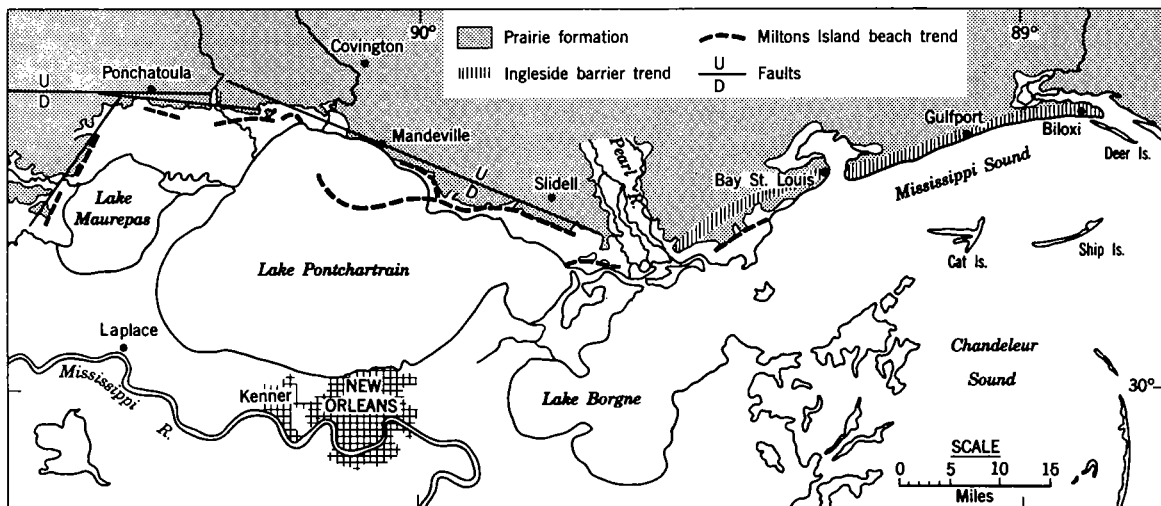 90°
89°
Covington
Ponchatoula
U
D
Prairie formation
Miltons Island beach trend
Ingleside barrier trend
U
D
Faults
Mandeville
U
D
Slidell
Pearl R.
Bay St. Louis
Gulfport
Biloxi
Deer Is.
Mississippi Sound
Lake
Maurepas
Lake Pontchartrain
Cat Is.
Ship Is.
Laplace
Mississippi
R.
Kenner
NEW
ORLEANS
Lake Borgne
Chandeleur
Sound
30°
SCALE
0 5 10 15
Miles